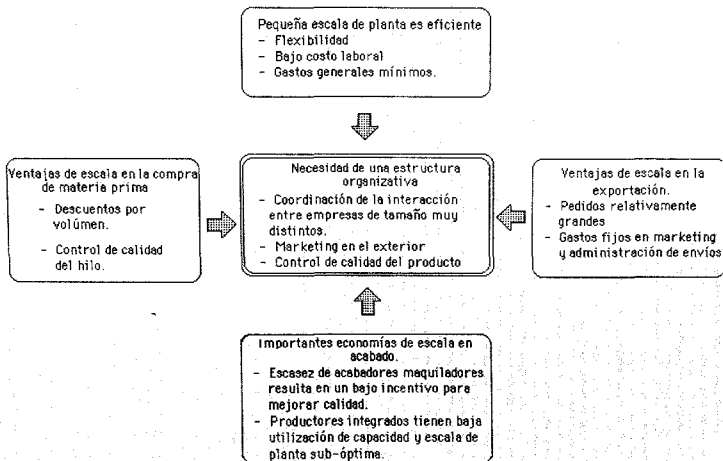 Pequeña escala de planta es eficiente
- Flexibilidad
- Bajo costo laboral
- Gastos generales mínimos.
Ventajas de escala en la compra
de materia prima
- Descuentos por
volúmen.
- Control de calidad
del hilo.
Necesidad de una estructura
organizativa
- Coordinación de la interacción
entre empresas de tamaño muy
distintos.
- Marketing en el exterior
- Control de calidad del producto
Ventajas de escala en la
exportación.
- Pedidos relativamente
grandes
- Gastos fijos en marketing
y administración de envíos
Importantes economías de escala en
acabado.
- Escasez de acabadores maquiladores
resulta en un bajo incentivo para
mejorar calidad.
- Productores integrados tienen baja
utilización de capacidad y escala de
planta sub-óptima.